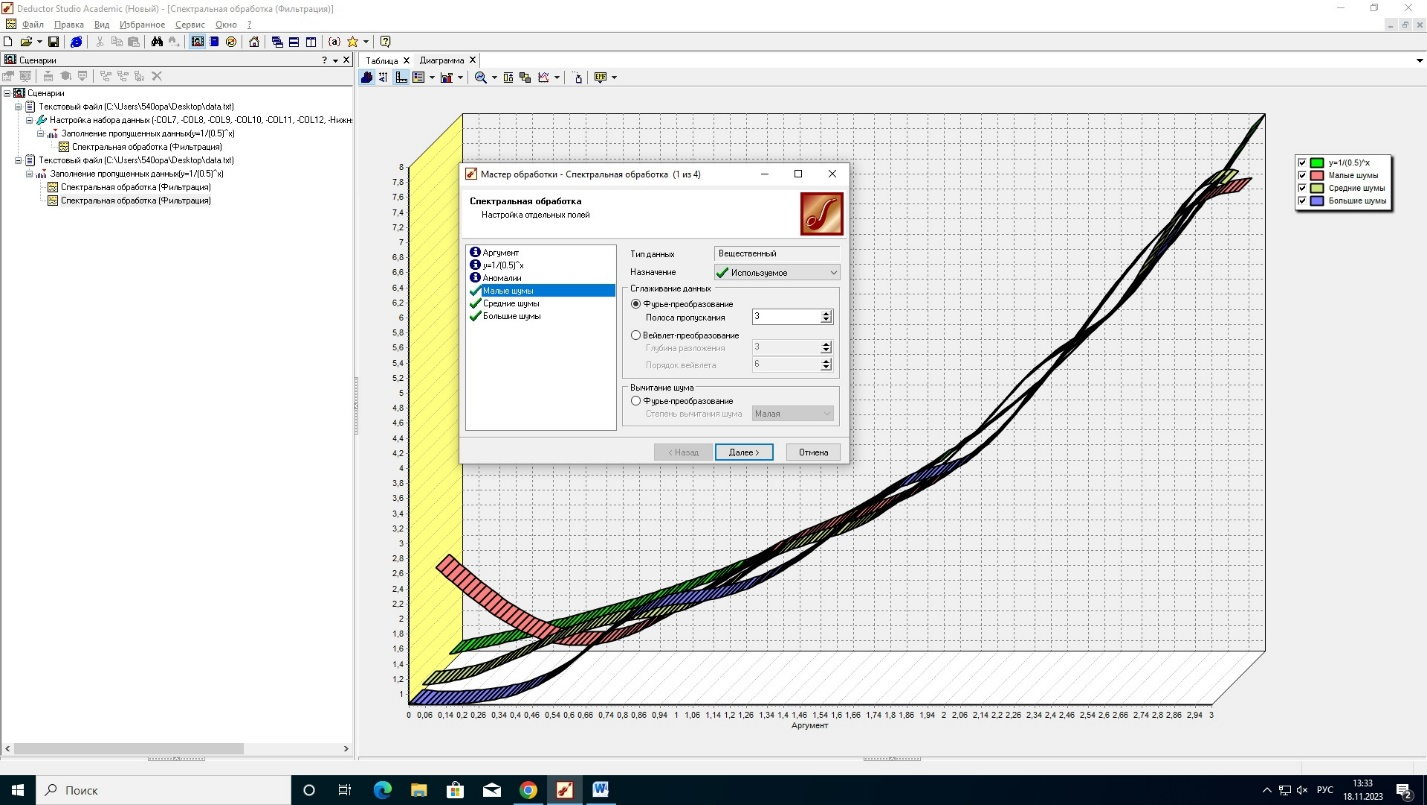 Deductor Studio Academic (Новый) - [Спектральная обработка (Фильтрация)]
Файл Правка Вид Избранное Сервис Окно ?
Сценарии
Таблица Диаграмма
Сценарии
Текстовый файл (C:\Users\540opa\Desktop\data.txt)
Настройка набора данных (-COL7, -COL8, -COL9, -COL10, -COL11, -COL12, -Нижн
Заполнение пропущенных данных(y=1/(0.5)^x)
Спектральная обработка (Фильтрация)
Текстовый файл (C:\Users\540opa\Desktop\data.txt)
Заполнение пропущенных данных(y=1/(0.5)^x)
Спектральная обработка (Фильтрация)
Спектральная обработка (Фильтрация)
Мастер обработки - Спектральная обработка (1 из 4)
Спектральная обработка
Настройка отдельных полей
Аргумент
y=1/(0.5)^x
Аномалии
Малые шумы
Средние шумы
Большие шумы
Тип данных Вещественный
Назначение Используемое
Сглаживание данных
Фурье-преобразование
Полоса пропускания 3
Вейвлет-преобразование
Глубина разложения 3
Порядок вейвлета 6
Вычитание шума
Фурье-преобразование
Степень вычитания шума Малая
< Назад Далее > Отмена
y=1/(0.5)^x
Малые шумы
Средние шумы
Большие шумы
8
7,8
7,6
7,4
7,2
7
6,8
6,6
6,4
6,2
6
5,8
5,6
5,4
5,2
5
4,8
4,6
4,4
4,2
4
3,8
3,6
3,4
3,2
3
2,8
2,6
2,4
2,2
2
1,8
1,6
1,4
1,2
1
0 0,06 0,14 0,2 0,26 0,34 0,4 0,46 0,54 0,6 0,66 0,74 0,8 0,86 0,94 1 1,06 1,14 1,2 1,26 1,34 1,4 1,46 1,54 1,6 1,66 1,74 1,8 1,86 1,94 2 2,06 2,14 2,2 2,26 2,34 2,4 2,46 2,54 2,6 2,66 2,74 2,8 2,86 2,94 3
Аргумент
Поиск
РУС
13:33
18.11.2023
2